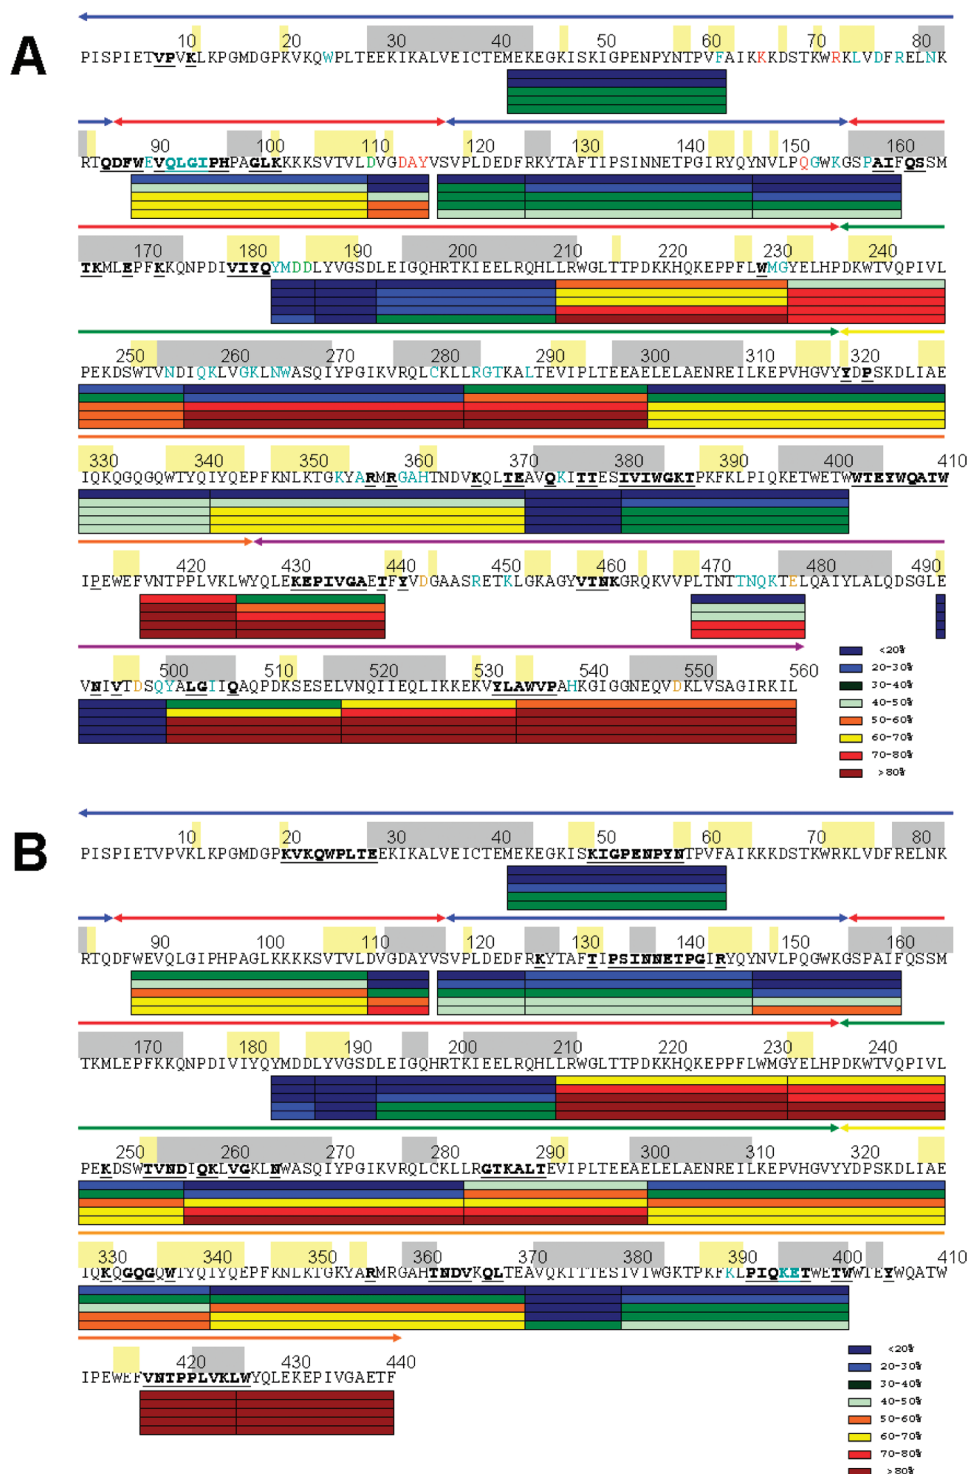 A
10 20 30 40 50 60 70 80
PISPIETVPVKLKPGMDGPKVKQWPLTEEKIKALVEICTEMEKEGKISKISKIGPENPYNTPVFAIKKKDSTKWRKLVDFRELNK
90 100 110 120 130 140 150 160
RTQDFWEVQLGIPHPAGLKKKKSVTVLDVGDAYVSVPLDEDFRKYTAFTIPSINNETPGIRYQYNVLPQGWKGSPAIFQSSM
170 180 190 200 210 220 230 240
TKMLEPFKKQNPDIVIYQYMDDLYVGSDLEIGQHRTKIEELRQHLLRWGLTTPDKKHQKEPPFLWMGYELHPDKWTVQPIVL
250 260 270 280 290 300 310 320
PEKDSWTVNDIQKLVGKLNWASQIYPGIKVRQLCKLLRGTKALTEVIPLTEEAELELAENREILKEPVHGVYYDPSKDLIAE
330 340 350 360 370 380 390 400 410
IQKQGQGQWTYQIYQEPFKNLKTGKYARMRGAHTNDVKQLTEAVQKITTESIVIWGKTPKFKLPIQKETWETWWTEYWQATW
420 430 440 450 460 470 480 490
IPEWEFVNTPPLVKLWYQLEKEPIVGAETFYVDGAASRETKLGKAGYVTNKGRQKVVPLTNTTNQKTELQAIYLALQDSGLE
500 510 520 530 540 550 560
VNIVTDSQYALGIIQAQPDKSESELVNQIIEQLIKKEKVYLAWVPAHKGIGGNEQVDKLVSAGIRKIL
<20%
20-30%
30-40%
40-50%
50-60%
60-70%
70-80%
>80%
B
10 20 30 40 50 60 70 80
PISPIETVPVKLKPGMDGPKVKQWPLTEEKIKALVEICTEMEKEGKISKIGPENPYNTPVFAIKKKDSTKWRKLVDFRELNK
90 100 110 120 130 140 150 160
RTQDFWEVQLGIPHPAGLKKKKSVTVLDVGDAYVSVPLDEDFRKYTAFTIPSINNETPGIRYQYNVLPQGWKGSPAIFQSSM
170 180 190 200 210 220 230 240
TKMLEPFKKQNPDIVIYQYMDDLYVGSDLEIGQHRTKIEELRQHLLRWGLTTPDKKHQKEPPFLWMGYELHPDKWTVQPIVL
250 260 270 280 290 300 310 320
PEKDSWTVNDIQKLVGKLNWASQIYPGIKVRQLCKLLRGTKALTEVIPLTEEAELELAENREILKEPVHGVYYDPSKDLIAE
330 340 350 360 370 380 390 400 410
IQKQGQGQWTYQIYQEPFKNLKTGKYARMRGAHTNDVKQLTEAVQKITTESIVIWGKTPKFKLPIQKETWETWWTEYWQATW
420 430 440
IPEWEFVNTPPLVKLWYQLEKEPIVGAETF
<20%
20-30%
30-40%
40-50%
50-60%
60-70%
70-80%
>80%